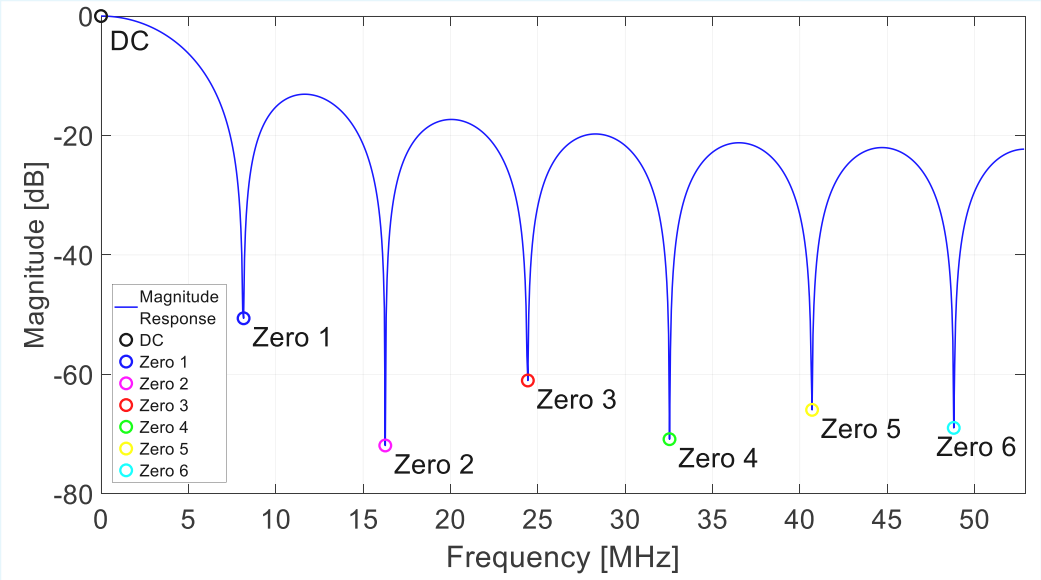 0
-20
-40
-60
-80
Magnitude [dB]
DC
Zero 1
Zero 2
Zero 3
Zero 4
Zero 5
Zero 6
Magnitude
Response
DC
Zero 1
Zero 2
Zero 3
Zero 4
Zero 5
Zero 6
0 5 10 15 20 25 30 35 40 45 50
Frequency [MHz]